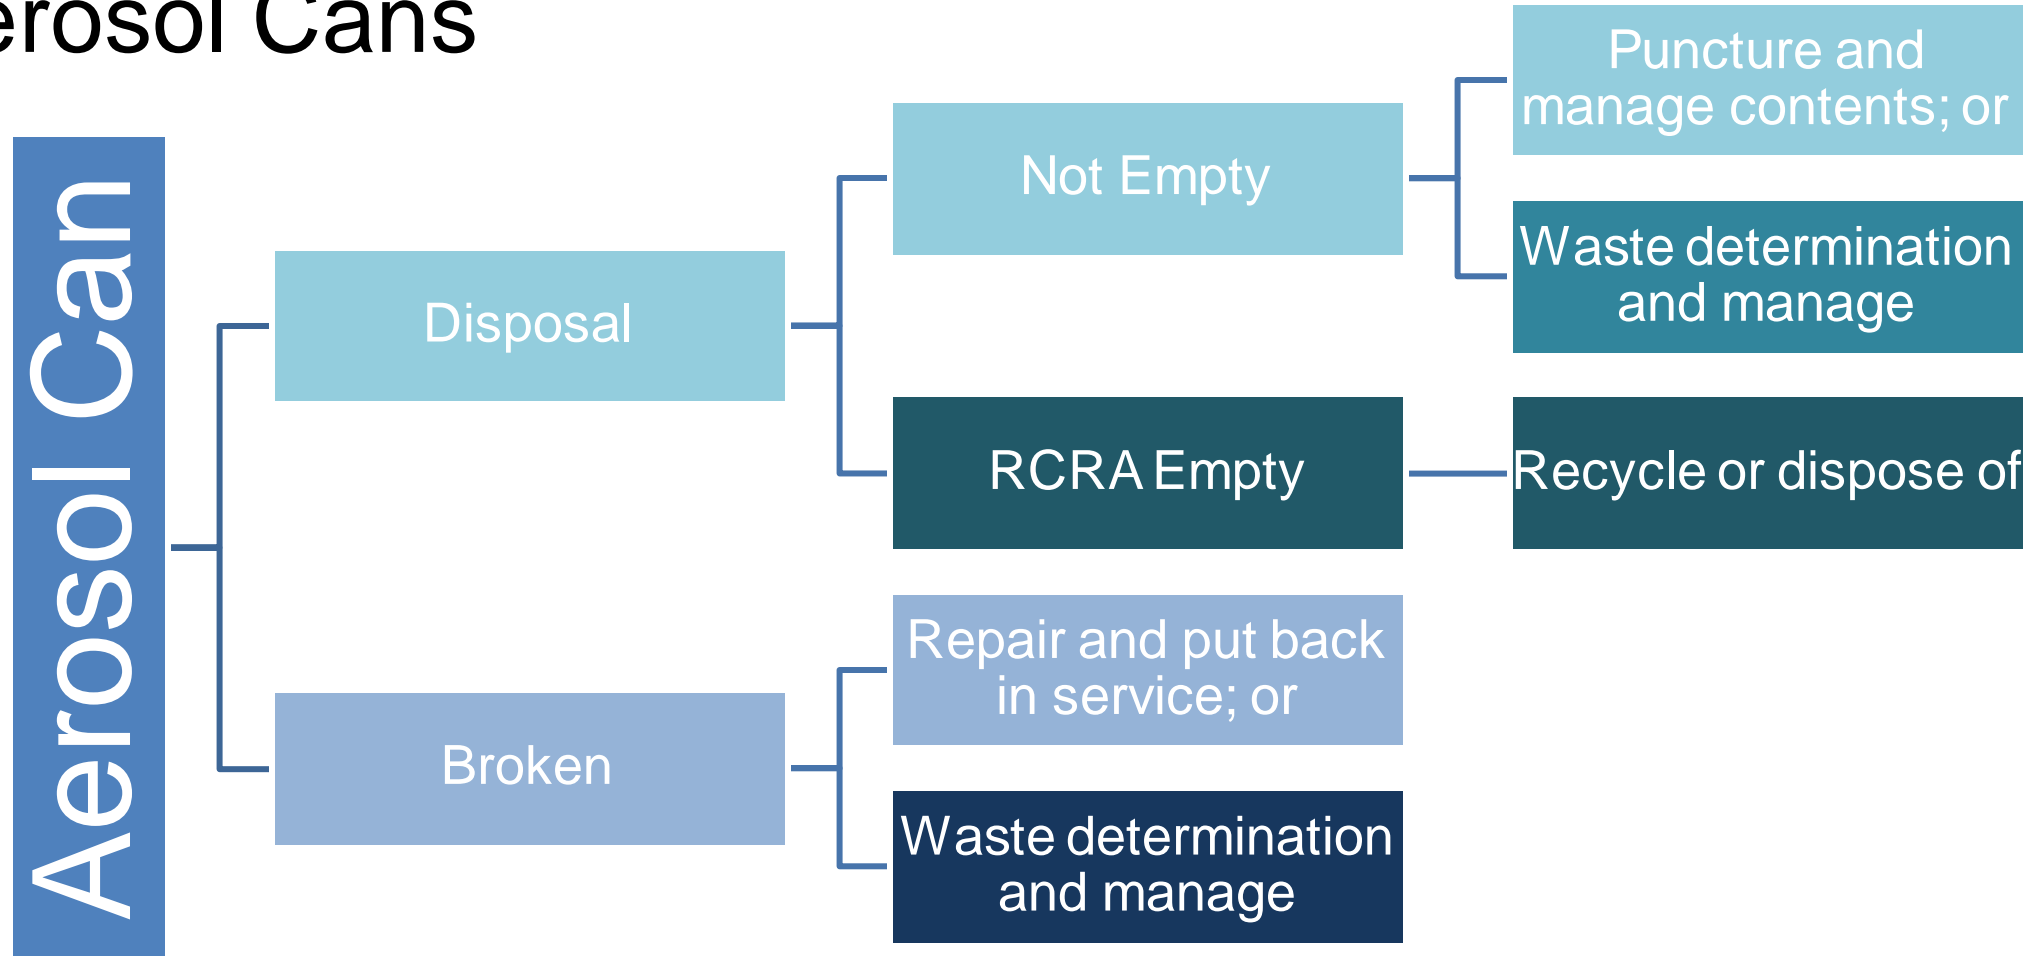 erosol Cans
Aerosol Can
Disposal
Not Empty
Puncture and
manage contents; or
Waste determination
and manage
RCRA Empty
Recycle or dispose of
Broken
Repair and put back
in service; or
Waste determination
and manage